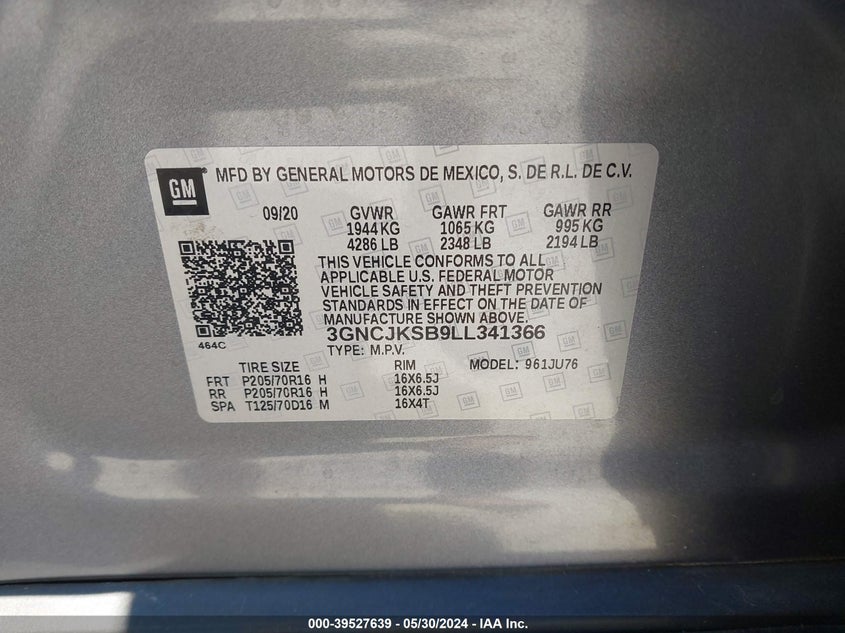 GM MFD BY GENERAL MOTORS DE MEXICO, S. DE R.L. DE C.V.
09/20 GVWR GAWR FRT GAWR RR
1944 KG 1065 KG 995 KG
4286 LB 2348 LB 2194 LB
THIS VEHICLE CONFORMS TO ALL
APPLICABLE U.S. FEDERAL MOTOR
VEHICLE SAFETY AND THEFT PREVENTION
STANDARDS IN EFFECT ON THE DATE OF
MANUFACTURE SHOWN ABOVE.
3GNCJKSB9LL341366
464C
TYPE: M.P.V. MODEL: 961JU76
TIRE SIZE RIM
FRT P205/70R16 H 16X6.5J
RR P205/70R16 H 16X6.5J
SPA T125/70D16 M 16X4T
000-39527639 - 05/30/2024 - IAA Inc.